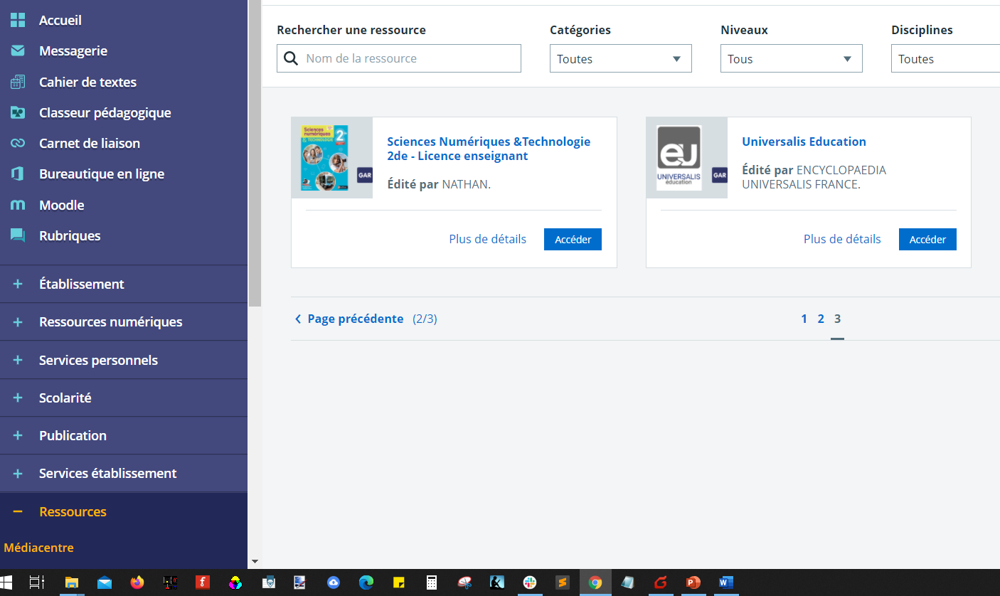 Accueil
Messagerie
Cahier de textes
Classeur pédagogique
Carnet de liaison
Bureautique en ligne
Moodle
Rubriques
Établissement
Ressources numériques
Services personnels
Scolarité
Publication
Services établissement
Ressources
Médiacentre
Rechercher une ressource
Nom de la ressource
Catégories
Toutes
Niveaux
Tous
Disciplines
Toutes
Sciences
numériques
& TECHNOLOGIE
2de
GAR
Sciences Numériques &Technologie
2de - Licence enseignant
Édité par NATHAN.
Plus de détails
Accéder
eu
UNIVERSALIS
éducation
GAR
Universalis Education
Édité par ENCYCLOPAEDIA
UNIVERSALIS FRANCE.
Plus de détails
Accéder
Page précédente (2/3)
1 2 3